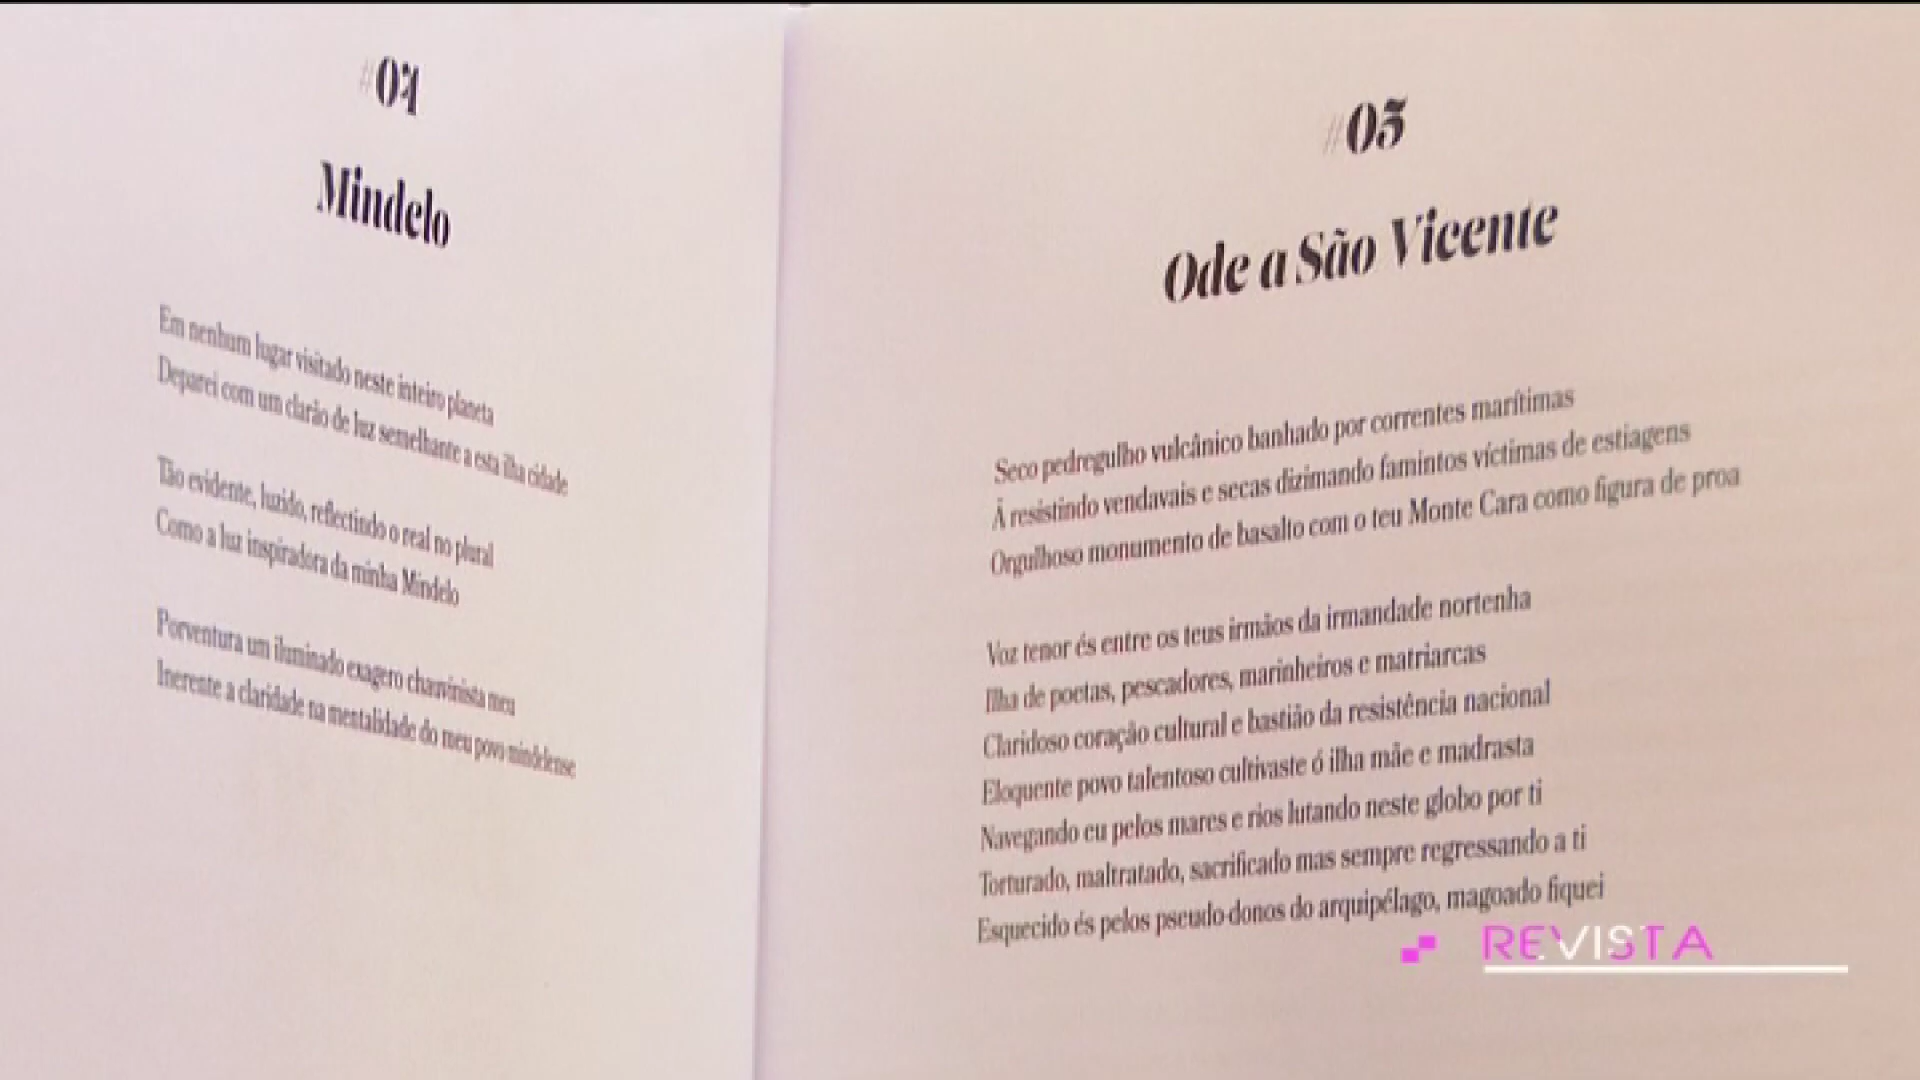 #04
Mindelo
Em nenhum lugar visitado neste inteiro planeta
Deparei com um clarão de luz semelhante a esta ilha cidade
Tão evidente, luzido, reflectindo o real no plural
Como a luz inspiradora da minha Mindelo
Porventura um iluminado exagero chauvinista meu
Inerente a claridade na mentalidade do meu povo mindelense
#05
Ode a São Vicente
Seco pedregulho vulcânico banhado por correntes marítimas
À resistindo vendavais e secas dizimando famintos víctimas de estiagens
Orgulhoso monumento de basalto com o teu Monte Cara como figura de proa
Voz tenor és entre os teus irmãos da irmandade nortenha
Ilha de poetas, pescadores, marinheiros e matriarcas
Claridoso coração cultural e bastião da resistência nacional
Eloquente povo talentoso cultivaste ó ilha mãe e madrasta
Navegando eu pelos mares e rios lutando neste globo por ti
Torturado, maltratado, sacrificado mas sempre regressando a ti
Esquecido és pelos pseudo-donos do arquipélago, magoado fiquei
REVISTA